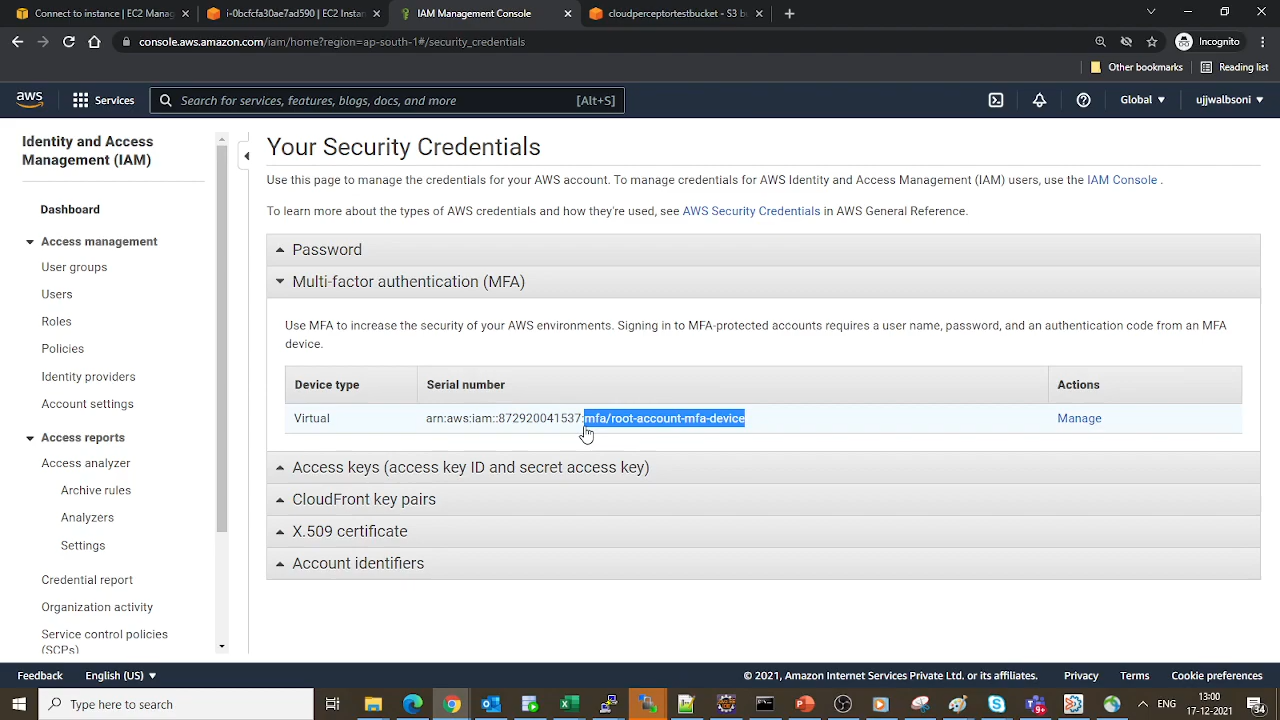 Connect to instance | EC2 Manag
i-0bcfcfa30ae7ad590 | EC2 Instan
IAM Management Console
cloudperceptortestbucket - S3 b
console.aws.amazon.com/iam/home?region=ap-south-1#/security_credentials
Incognito
Other bookmarks
Reading list
aws
Services
Search for services, features, blogs, docs, and more
[Alt+S]
Global
ujjwalbsoni
Identity and Access
Management (IAM)
Dashboard
Access management
User groups
Users
Roles
Policies
Identity providers
Account settings
Access reports
Access analyzer
Archive rules
Analyzers
Settings
Credential report
Organization activity
Service control policies
(SCPs)
Your Security Credentials
Use this page to manage the credentials for your AWS account. To manage credentials for AWS Identity and Access Management (IAM) users, use the IAM Console .
To learn more about the types of AWS credentials and how they're used, see AWS Security Credentials in AWS General Reference.
Password
Multi-factor authentication (MFA)
Use MFA to increase the security of your AWS environments. Signing in to MFA-protected accounts requires a user name, password, and an authentication code from an MFA
device.
Device type
Serial number
Actions
Virtual
arn:aws:iam::872920041537:mfa/root-account-mfa-device
Manage
Access keys (access key ID and secret access key)
CloudFront key pairs
X.509 certificate
Account identifiers
Feedback
English (US)
© 2021, Amazon Internet Services Private Ltd. or its affiliates.
Privacy
Terms
Cookie preferences
Type here to search
ENG
13:00
17-12-2021